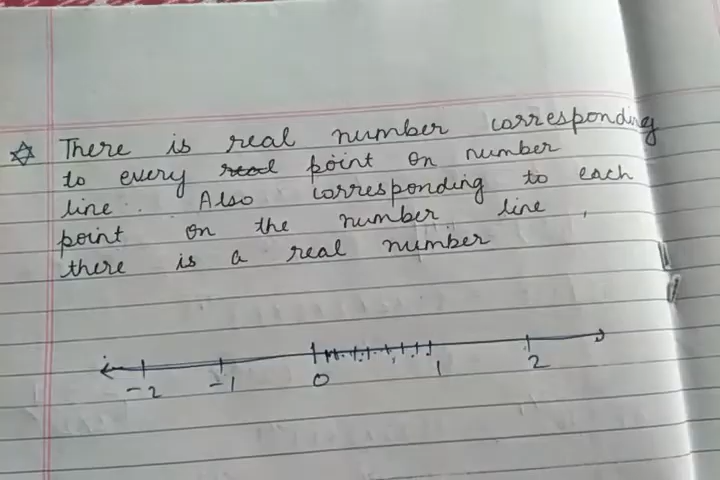 There is real number corresponding
to every real point on number
line. Also corresponding to each
point on the number line,
there is a real number
-2 -1 0 1 2